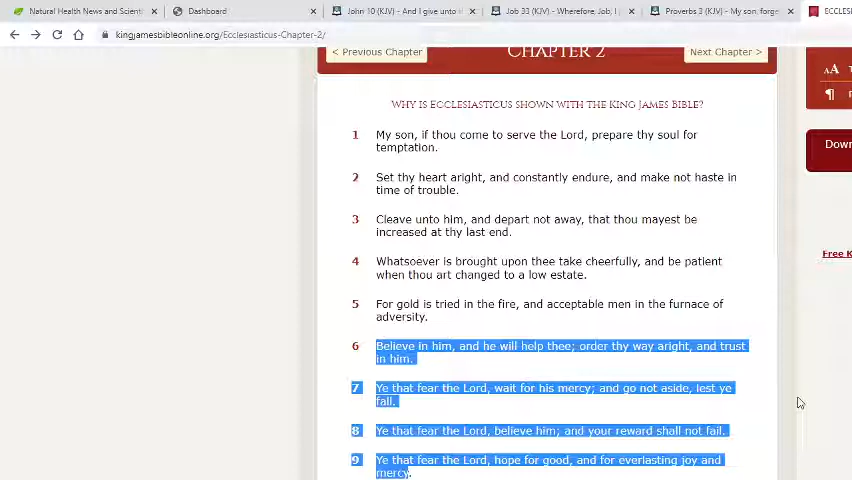 Natural Health News and Scienti
Dashboard
John 10 (KJV) - And I give unto t
Job 33 (KJV) - Wherefore, Job, I p
Proverbs 3 (KJV) - My son, forge
ECCLES
kingjamesbibleonline.org/Ecclesiasticus-Chapter-2/
< Previous Chapter
CHAPTER 2
Next Chapter >
AA
¶
Down
Free K
WHY IS ECCLESIASTICUS SHOWN WITH THE KING JAMES BIBLE?
1 My son, if thou come to serve the Lord, prepare thy soul for
temptation.
2 Set thy heart aright, and constantly endure, and make not haste in
time of trouble.
3 Cleave unto him, and depart not away, that thou mayest be
increased at thy last end.
4 Whatsoever is brought upon thee take cheerfully, and be patient
when thou art changed to a low estate.
5 For gold is tried in the fire, and acceptable men in the furnace of
adversity.
6 Believe in him, and he will help thee; order thy way aright, and trust
in him.
7 Ye that fear the Lord, wait for his mercy; and go not aside, lest ye
fall.
8 Ye that fear the Lord, believe him; and your reward shall not fail.
9 Ye that fear the Lord, hope for good, and for everlasting joy and
mercy.